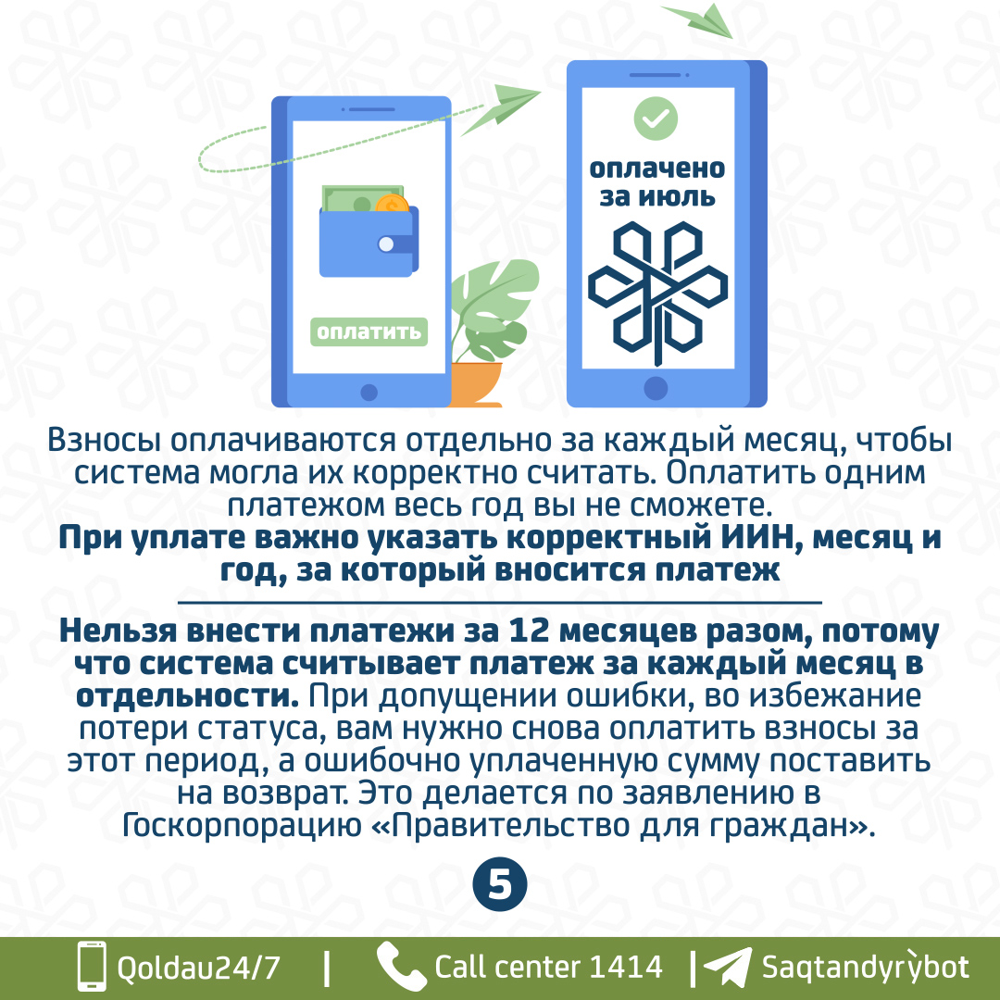 оплачено
за июль
оплатить
Взносы оплачиваются отдельно за каждый месяц, чтобы
система могла их корректно считать. Оплатить одним
платежом весь год вы не сможете.
При уплате важно указать корректный ИИН, месяц и
год, за который вносится платеж
Нельзя внести платежи за 12 месяцев разом, потому
что система считывает платеж за каждый месяц в
отдельности. При допущении ошибки, во избежание
потери статуса, вам нужно снова оплатить взносы за
этот период, а ошибочно уплаченную сумму поставить
на возврат. Это делается по заявлению в
Госкорпорацию «Правительство для граждан».
5
Qoldau24/7 | Call center 1414 | Saqtandyrỳbot